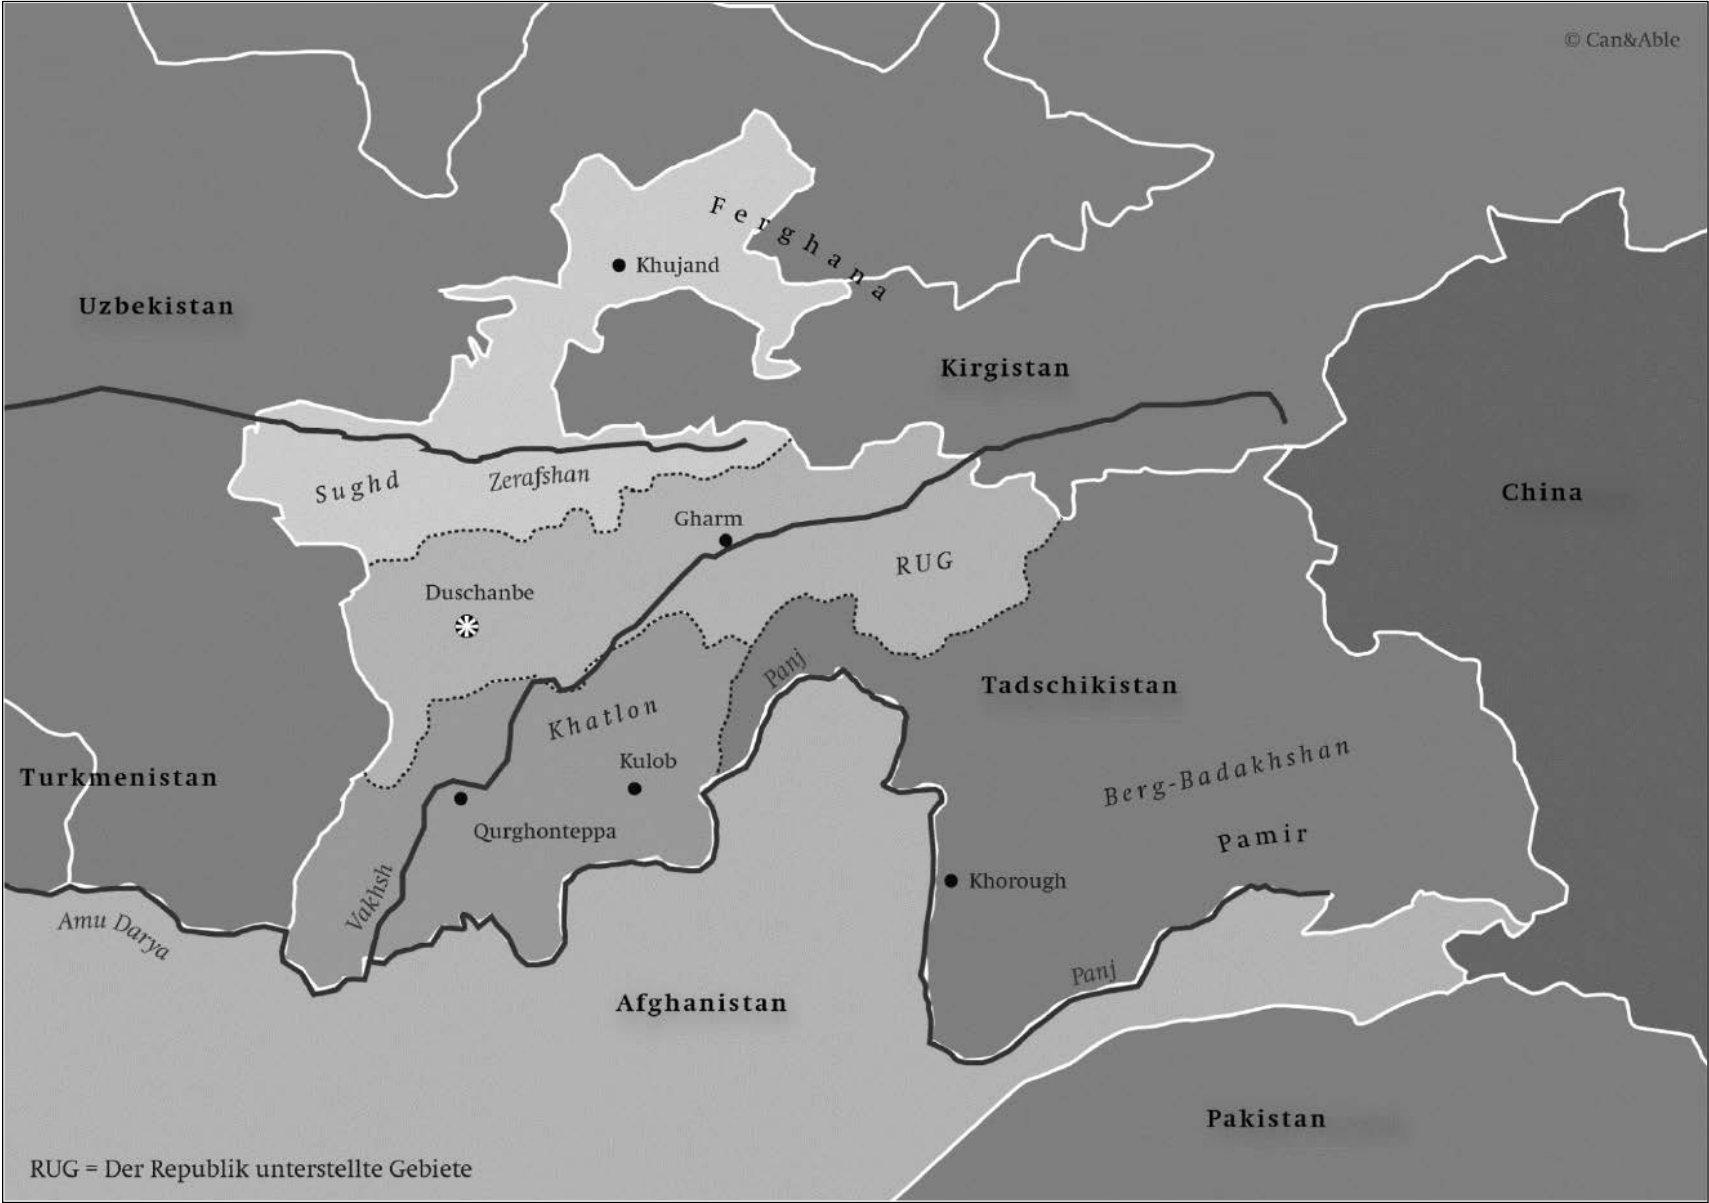 © Can&Able
Ferghana
Khujand
Uzbekistan
Kirgistan
Sughd
Zerafshan
China
Gharm
RUG
Duschanbe
Panj
Tadschikistan
Khatlon
Kulob
Berg-Badakhshan
Turkmenistan
Qurghonteppa
Pamir
Vakhsh
Khorough
Amu Darya
Panj
Afghanistan
Pakistan
RUG = Der Republik unterstellte Gebiete